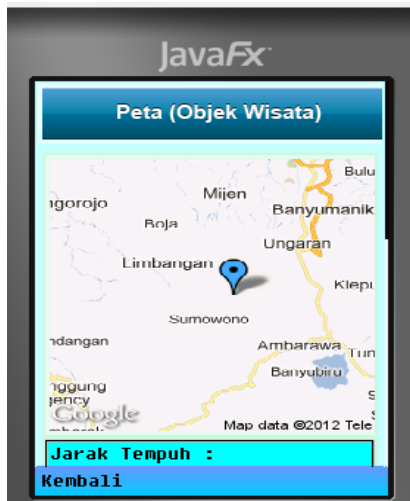 JavaFx
Peta (Objek Wisata)
Bulu
ngorojo
Mijen
Boja
Banyumanik
Ungaran
Limbangan
Klepu
Sumowono
ndangan
Ambarawa
Tun
Banyubiru
nggung
gency
Google
Map data ©2012 Tele
Jarak Tempuh :
Kembali